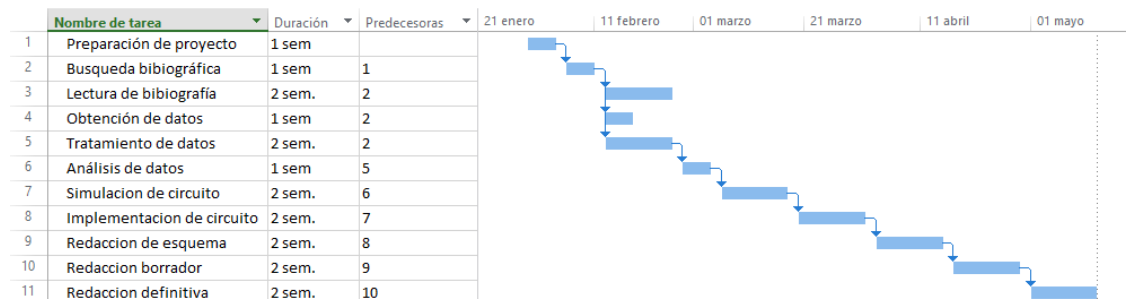 Nombre de tarea Duración Predecesoras 21 enero 11 febrero 01 marzo 21 marzo 11 abril 01 mayo
1 Preparación de proyecto 1 sem
2 Busqueda bibiográfica 1 sem 1
3 Lectura de bibiografía 2 sem. 2
4 Obtención de datos 1 sem 2
5 Tratamiento de datos 2 sem. 2
6 Análisis de datos 1 sem 5
7 Simulacion de circuito 2 sem. 6
8 Implementacion de circuito 2 sem. 7
9 Redaccion de esquema 2 sem. 8
10 Redaccion borrador 2 sem. 9
11 Redaccion definitiva 2 sem. 10